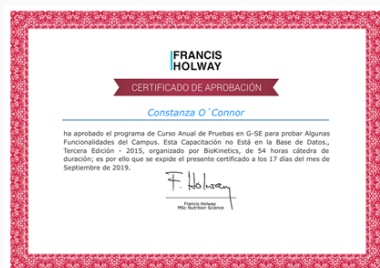 FRANCIS
HOLWAY
CERTIFICADO DE APROBACIÓN
Constanza O´Connor
ha aprobado el programa de Curso Anual de Pruebas en G-SE para probar Algunas
Funcionalidades del Campus. Esta Capacitación no Está en la Base de Datos.,
Tercera Edición - 2015, organizado por BioKinetics, de 54 horas cátedra de
duración; es por ello que se expide el presente certificado a los 17 días del mes de
Septiembre de 2019.
F. Holway
Francis Holway
MSc Nutrition Science